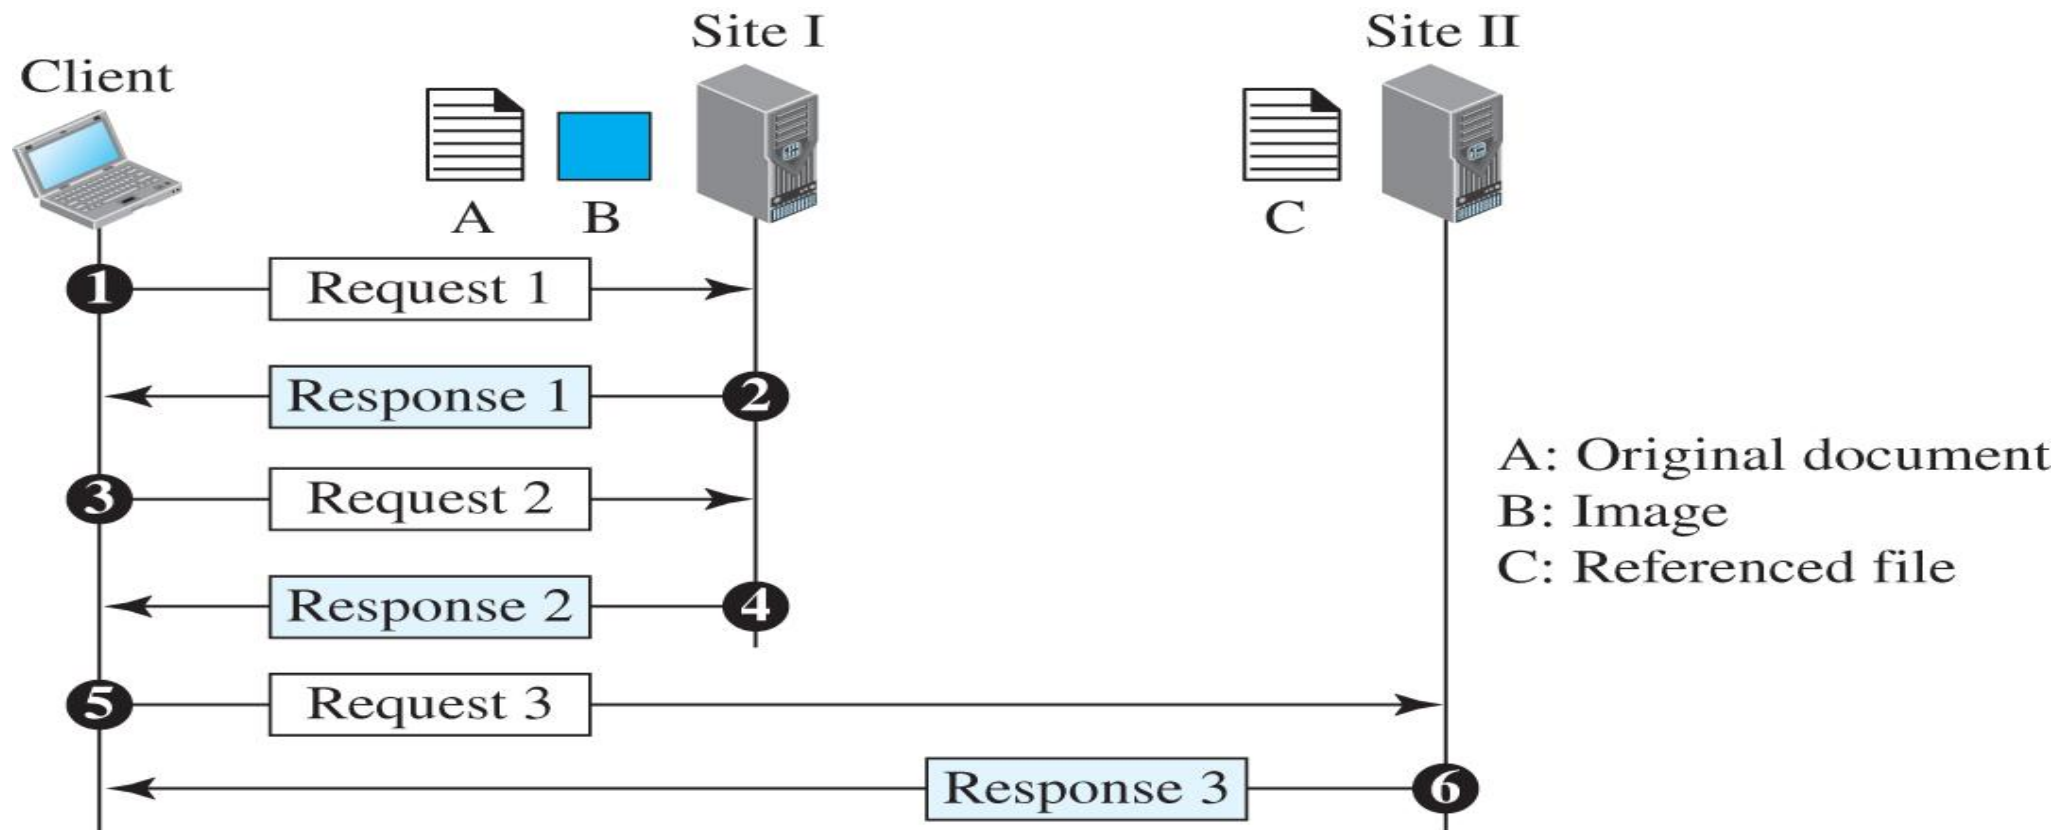 Site I
Site II
Client
A
B
C
1
Request 1
Response 1
2
3
Request 2
Response 2
4
5
Request 3
Response 3
6
A: Original document
B: Image
C: Referenced file